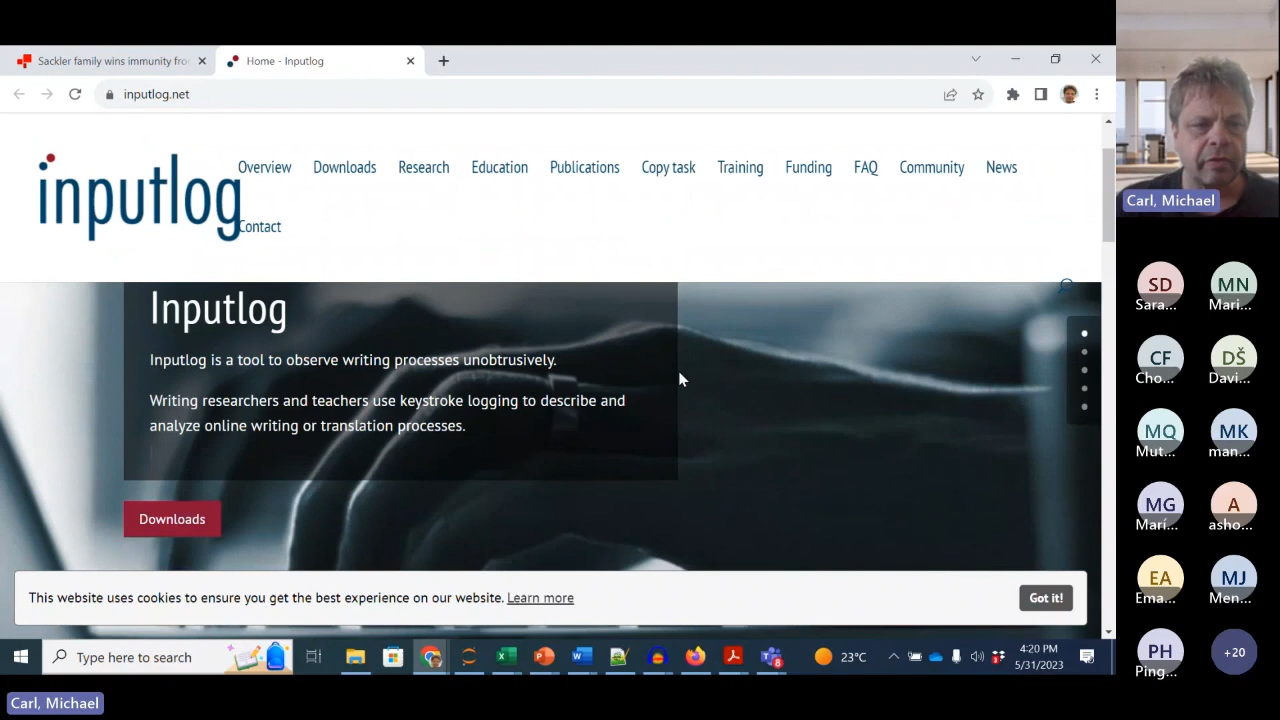 Sackler family wins immunity fro
Home - Inputlog
inputlog.net
inputlog
Overview Downloads Research Education Publications Copy task Training Funding FAQ Community News
Contact
Inputlog
Inputlog is a tool to observe writing processes unobtrusively.
Writing researchers and teachers use keystroke logging to describe and
analyze online writing or translation processes.
Downloads
This website uses cookies to ensure you get the best experience on our website. Learn more
Got it!
Type here to search
8
23°C
4:20 PM
5/31/2023
Carl, Michael
Carl, Michael
SD
Sara...
MN
Mari...
CF
Cho...
DŠ
Davi...
MQ
Mut...
MK
man...
MG
Marí...
A
asho...
EA
Ema...
MJ
Men...
PH
Ping...
+20